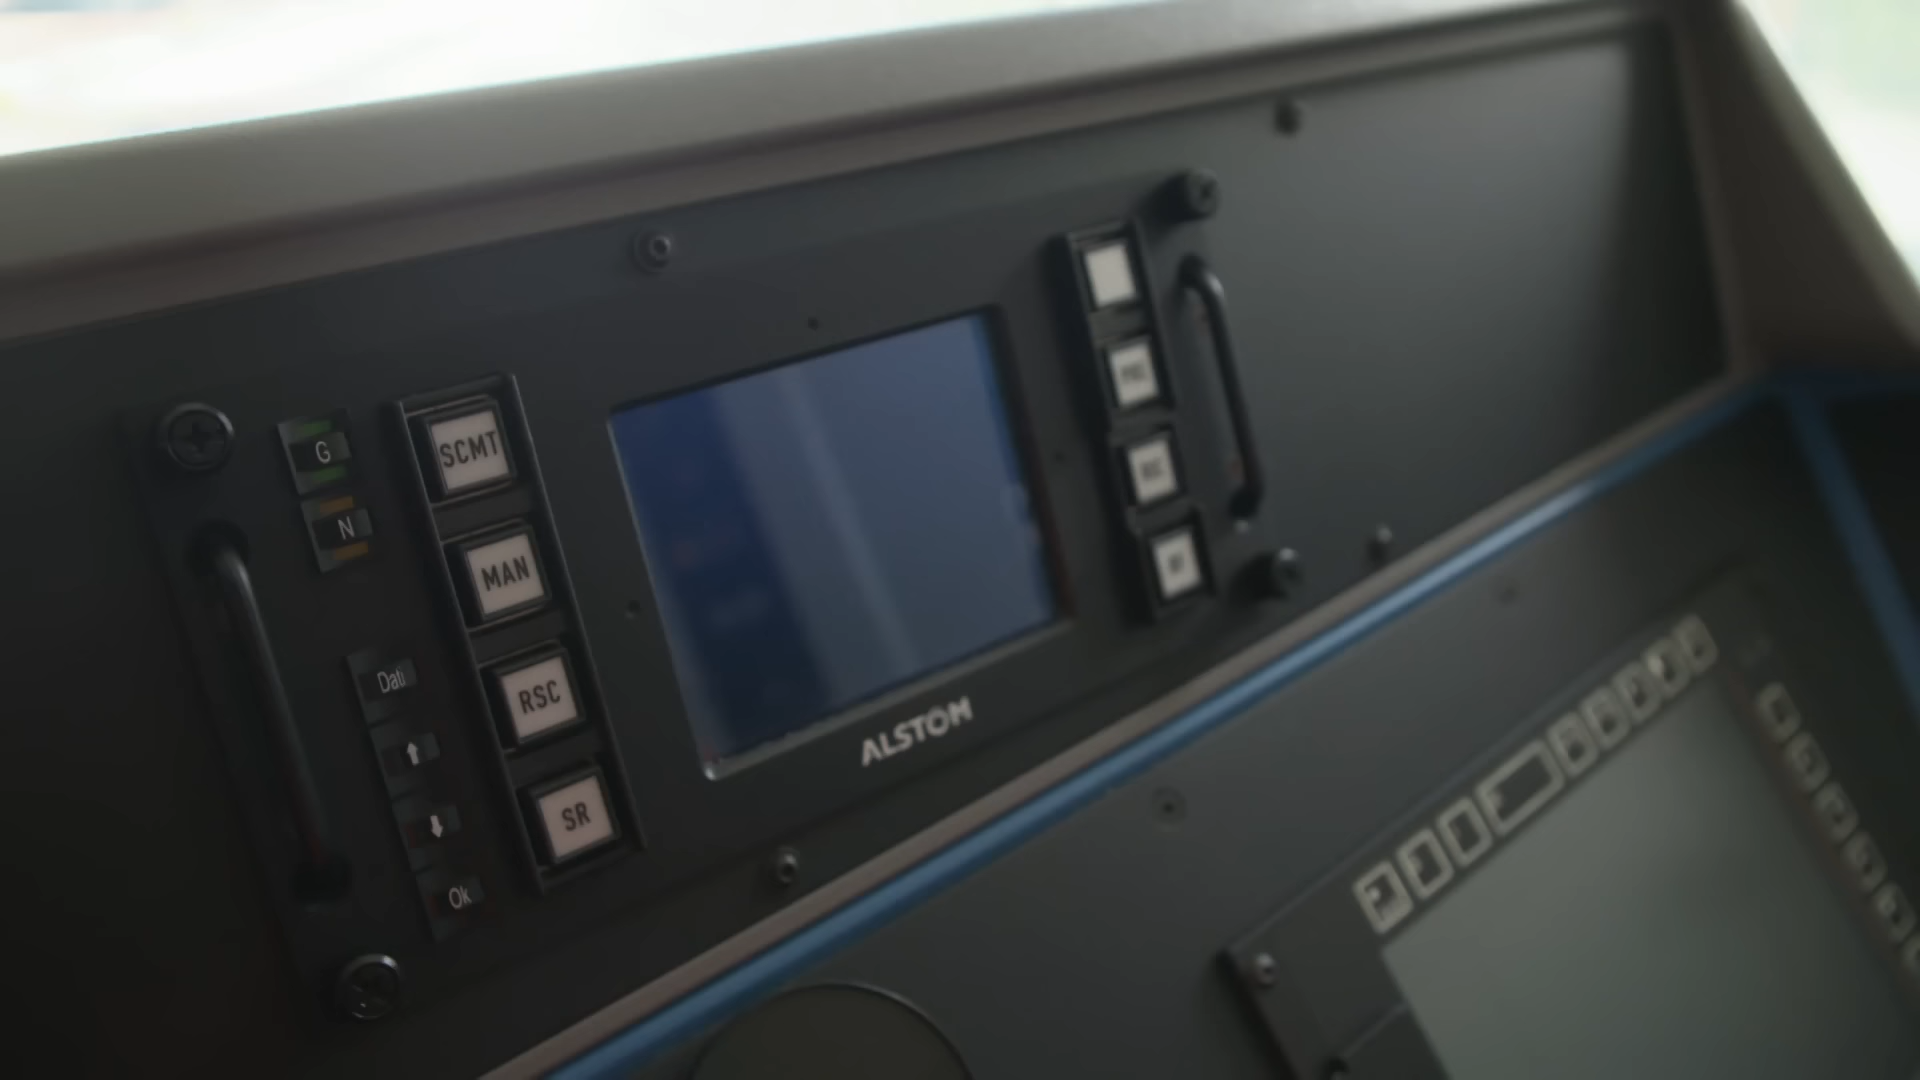 G
N
SCMT
MAN
RSC
SR
Dati
Ok
ALSTOM